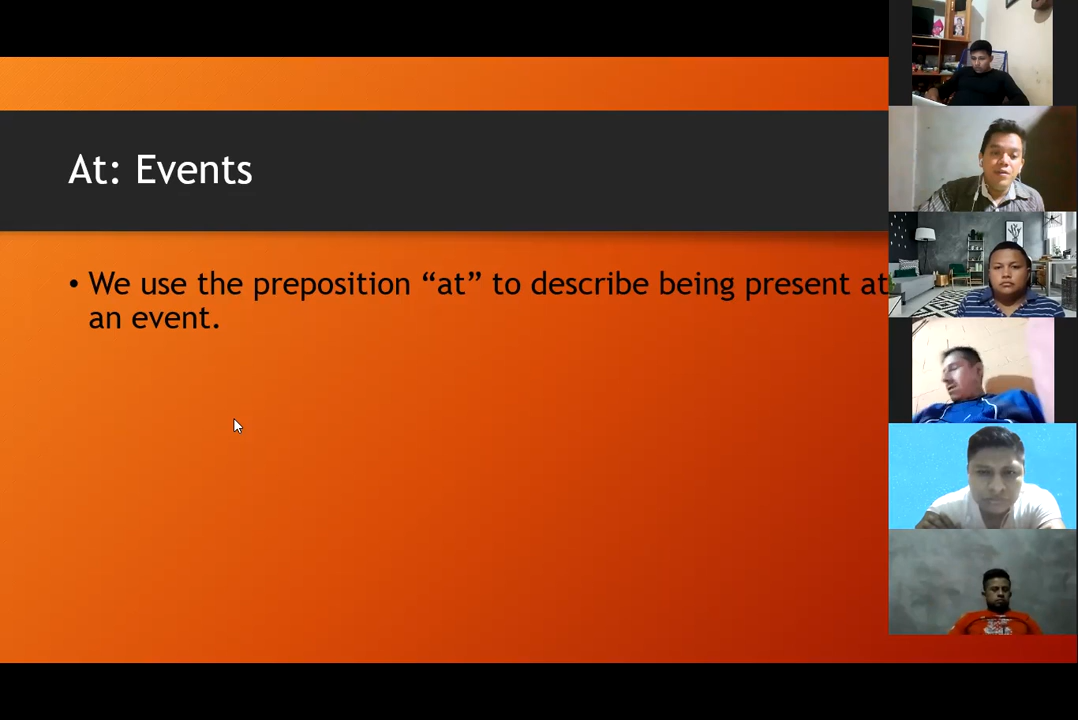 At: Events
• We use the preposition “at” to describe being present at
an event.